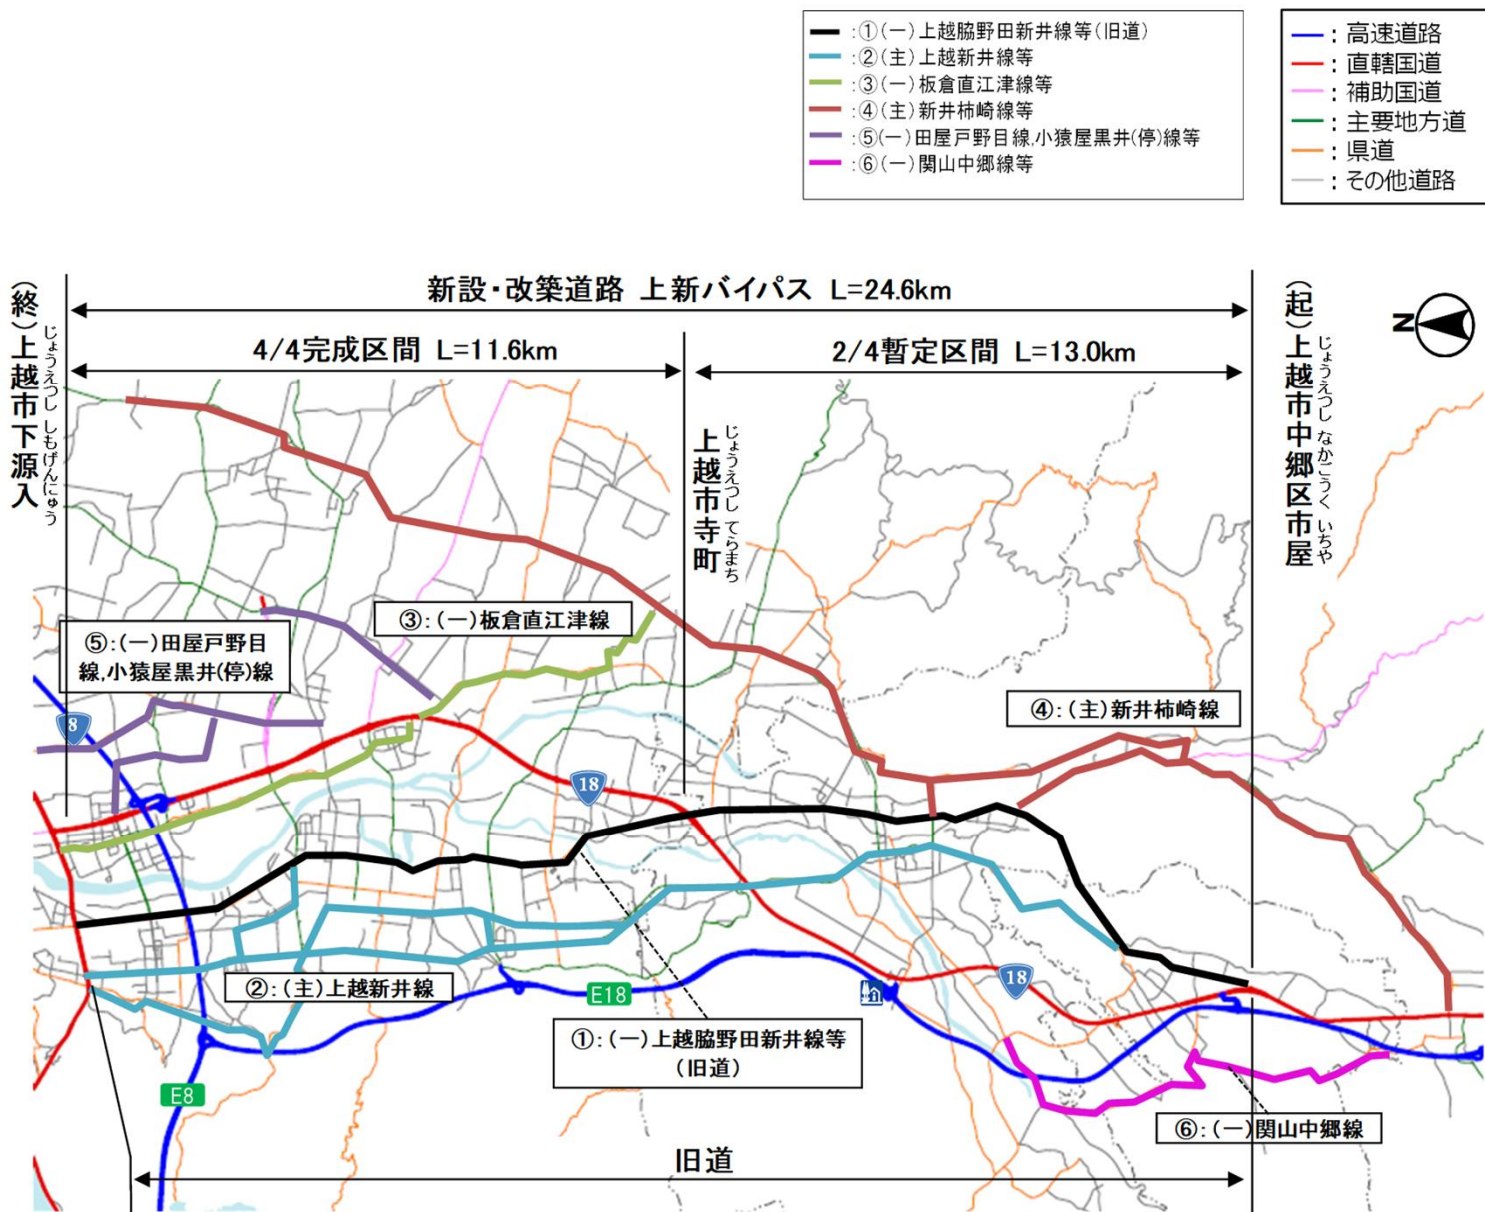 :①(一)上越脇野田新井線等(旧道)
:②(主)上越新井線等
:③(一)板倉直江津線等
:④(主)新井柿崎線等
:⑤(一)田屋戸野目線,小猿屋黒井(停)線等
:⑥(一)関山中郷線等
:高速道路
:直轄国道
:補助国道
:主要地方道
:県道
:その他道路
新設・改築道路 上新バイパス L=24.6km
4/4完成区間 L=11.6km
2/4暫定区間 L=13.0km
(終)上越市下源入
じょうえつし しもげんにゅう
上越市寺町
じょうえつし てらまち
(起)上越市中郷区市屋
じょうえつし なかごうく いちや
N
⑤:(一)田屋戸野目
線,小猿屋黒井(停)線
③:(一)板倉直江津線
④:(主)新井柿崎線
8
18
18
②:(主)上越新井線
E18
①:(一)上越脇野田新井線等
(旧道)
E8
⑥:(一)関山中郷線
旧道